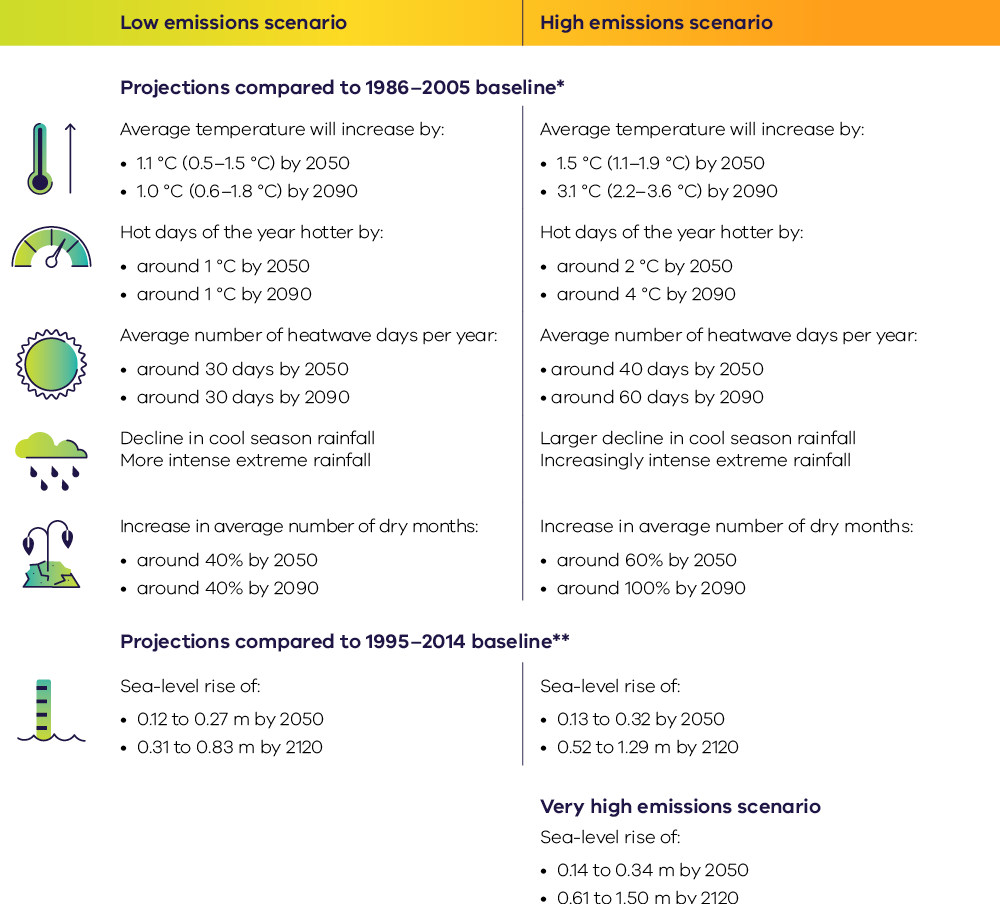 Low emissions scenario
High emissions scenario
Projections compared to 1986–2005 baseline*
Average temperature will increase by:
• 1.1 °C (0.5–1.5 °C) by 2050
• 1.0 °C (0.6–1.8 °C) by 2090
Average temperature will increase by:
• 1.5 °C (1.1–1.9 °C) by 2050
• 3.1 °C (2.2–3.6 °C) by 2090
Hot days of the year hotter by:
• around 1 °C by 2050
• around 1 °C by 2090
Hot days of the year hotter by:
• around 2 °C by 2050
• around 4 °C by 2090
Average number of heatwave days per year:
• around 30 days by 2050
• around 30 days by 2090
Average number of heatwave days per year:
• around 40 days by 2050
• around 60 days by 2090
Decline in cool season rainfall
More intense extreme rainfall
Larger decline in cool season rainfall
Increasingly intense extreme rainfall
Increase in average number of dry months:
• around 40% by 2050
• around 40% by 2090
Increase in average number of dry months:
• around 60% by 2050
• around 100% by 2090
Projections compared to 1995–2014 baseline**
Sea-level rise of:
• 0.12 to 0.27 m by 2050
• 0.31 to 0.83 m by 2120
Sea-level rise of:
• 0.13 to 0.32 by 2050
• 0.52 to 1.29 m by 2120
Very high emissions scenario
Sea-level rise of:
• 0.14 to 0.34 m by 2050
• 0.61 to 1.50 m by 2120